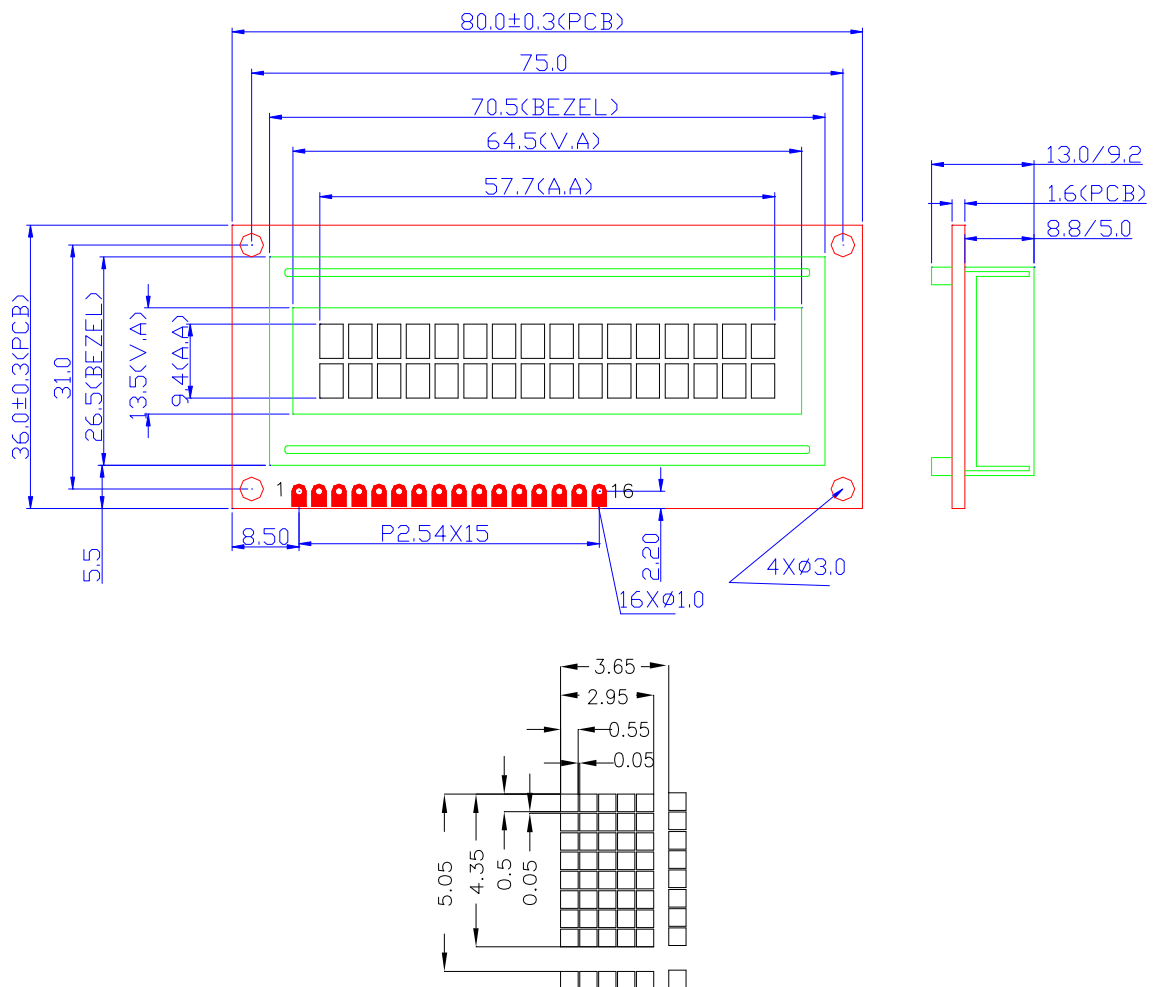 80.0±0.3(PCB)
75.0
70.5(BEZEL)
64.5(V.A)
57.7(A.A)
13.0/9.2
1.6(PCB)
8.8/5.0
36.0±0.3(PCB)
31.0
26.5(BEZEL)
13.5(V.A)
9.4(A.A)
1
16
8.50
P2.54X15
5.5
2.20
4XØ3.0
16XØ1.0
3.65
2.95
0.55
0.05
5.05
4.35
0.5
0.05